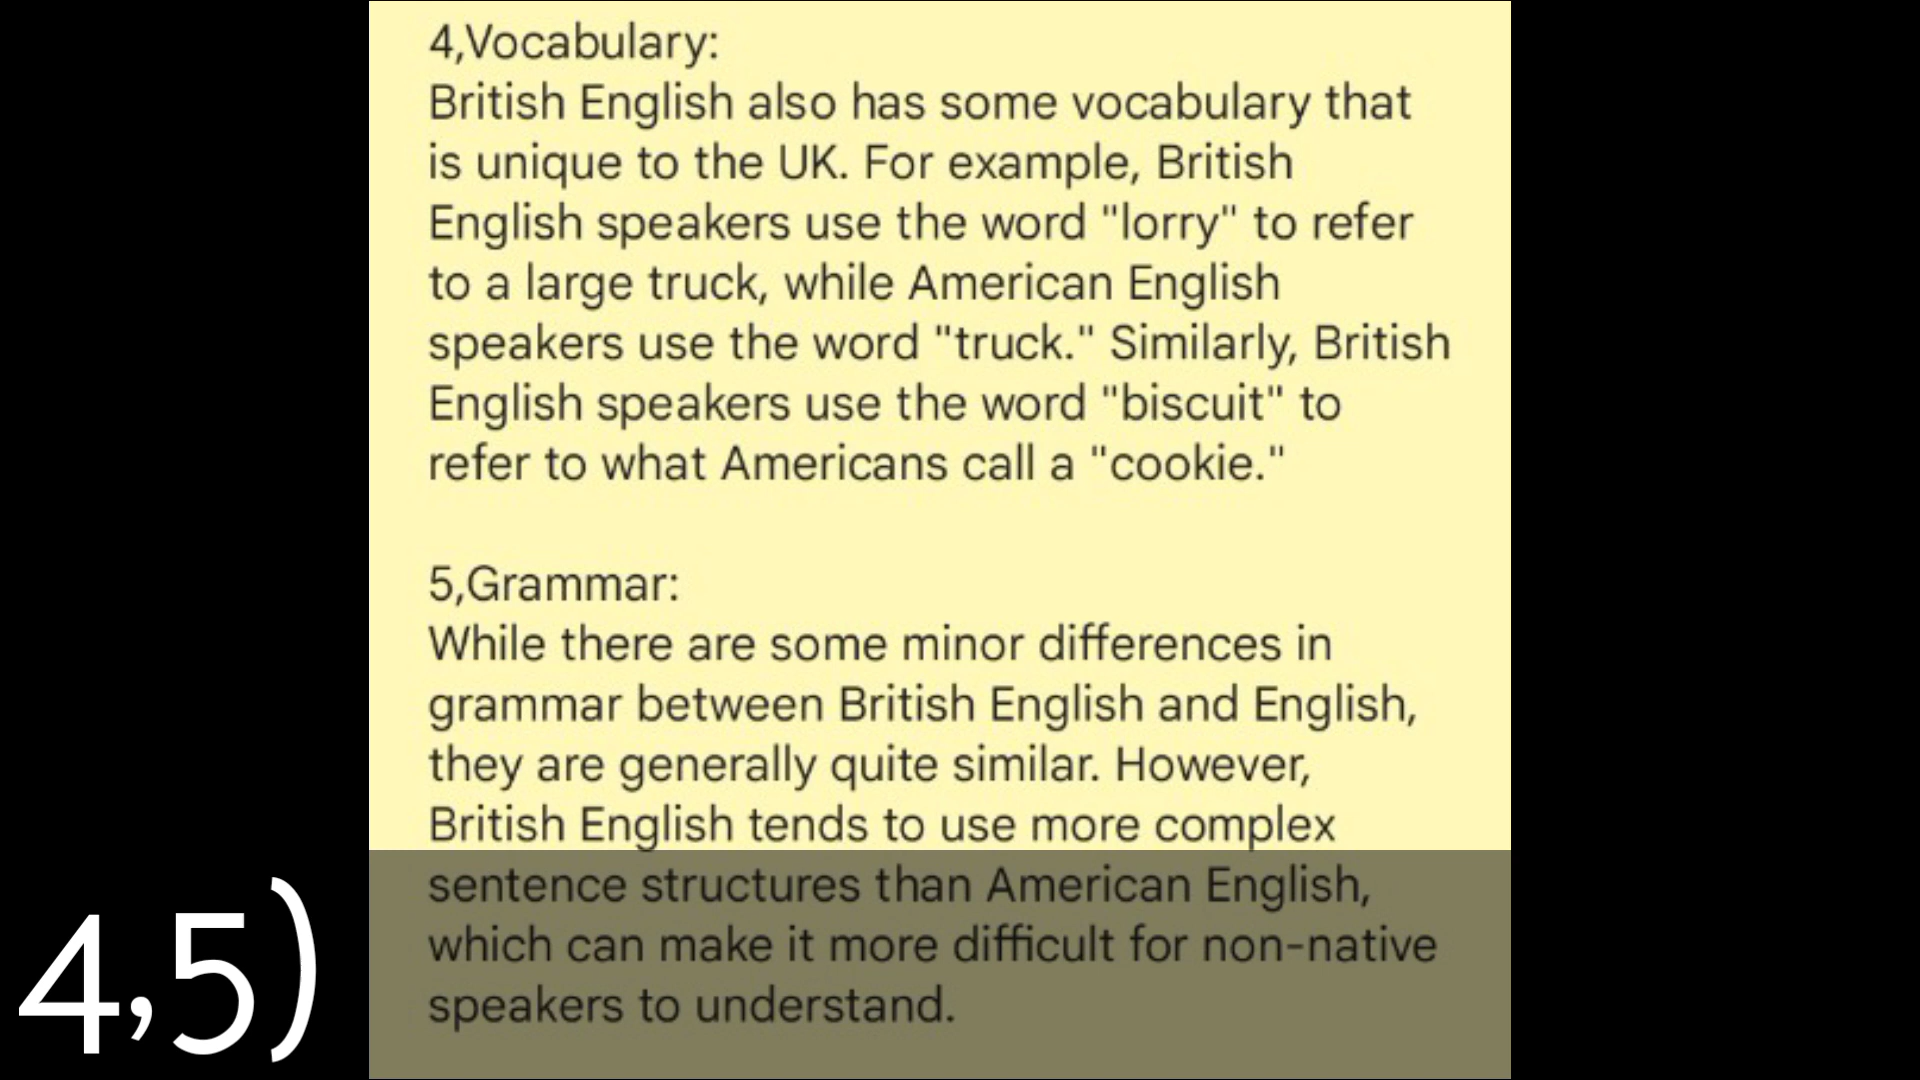 4,Vocabulary:
British English also has some vocabulary that
is unique to the UK. For example, British
English speakers use the word "lorry" to refer
to a large truck, while American English
speakers use the word "truck." Similarly, British
English speakers use the word "biscuit" to
refer to what Americans call a "cookie."
5,Grammar:
While there are some minor differences in
grammar between British English and English,
they are generally quite similar. However,
British English tends to use more complex
sentence structures than American English,
which can make it more difficult for non-native
speakers to understand.
4,5)